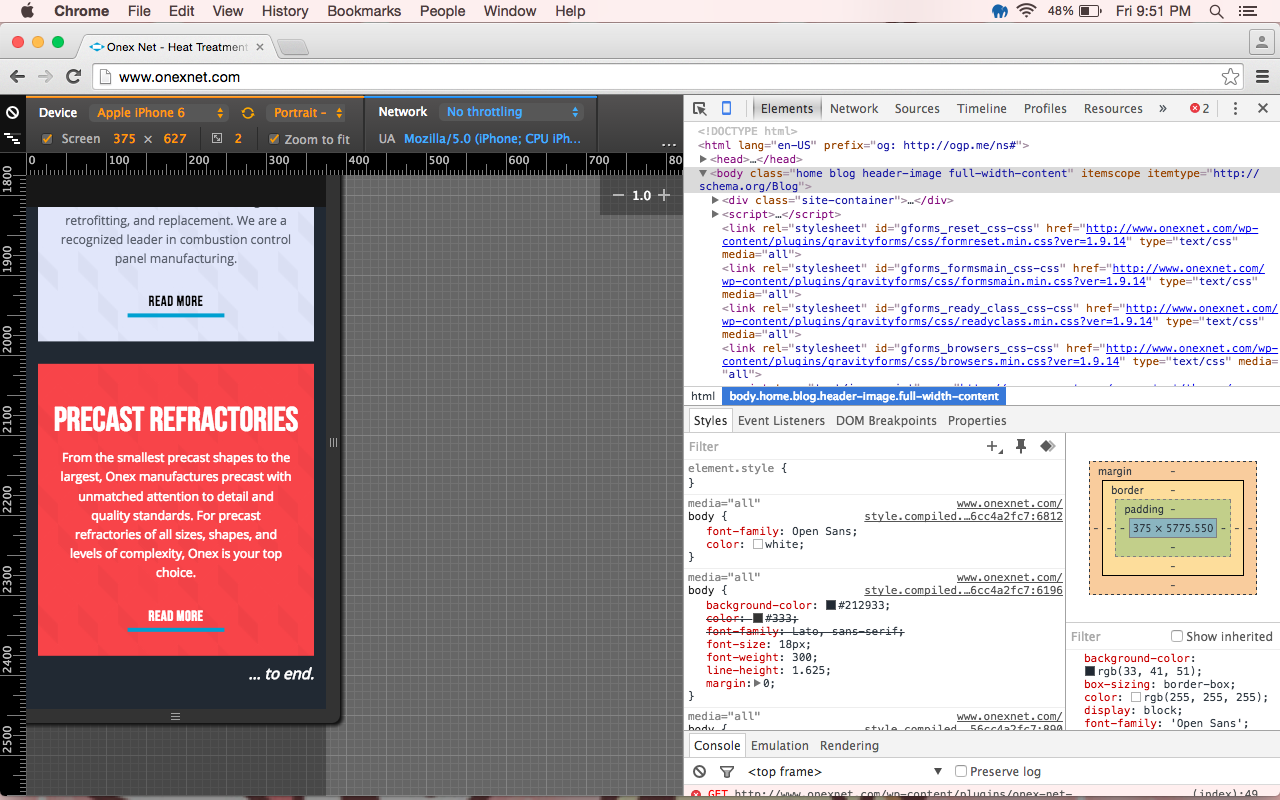 Chrome File Edit View History Bookmarks People Window Help 48% Fri 9:51 PM
Onex Net - Heat Treatment
www.onexnet.com
Device Apple iPhone 6 Portrait - Network No throttling
Screen 375 × 627 2 Zoom to fit UA Mozilla/5.0 (iPhone; CPU iPh... ...
0 100 200 300 400 500 600 700 80
1800
1900
2000
2100
2200
2300
2400
2500
− 1.0 +
retrofitting, and replacement. We are a
recognized leader in combustion control
panel manufacturing.
READ MORE
PRECAST REFRACTORIES
From the smallest precast shapes to the
largest, Onex manufactures precast with
unmatched attention to detail and
quality standards. For precast
refractories of all sizes, shapes, and
levels of complexity, Onex is your top
choice.
READ MORE
... to end.
Elements Network Sources Timeline Profiles Resources » 2
<!DOCTYPE html>
<html lang="en-US" prefix="og: http://ogp.me/ns#">
<head>…</head>
<body class="home blog header-image full-width-content" itemscope itemtype="http://
schema.org/Blog">
<div class="site-container">…</div>
<script>…</script>
<link rel="stylesheet" id="gforms_reset_css-css" href="http://www.onexnet.com/wp-
content/plugins/gravityforms/css/formreset.min.css?ver=1.9.14" type="text/css"
media="all">
<link rel="stylesheet" id="gforms_formsmain_css-css" href="http://www.onexnet.com/
wp-content/plugins/gravityforms/css/formsmain.min.css?ver=1.9.14" type="text/css"
media="all">
<link rel="stylesheet" id="gforms_ready_class_css-css" href="http://www.onexnet.com/
wp-content/plugins/gravityforms/css/readyclass.min.css?ver=1.9.14" type="text/css"
media="all">
<link rel="stylesheet" id="gforms_browsers_css-css" href="http://www.onexnet.com/wp-
content/plugins/gravityforms/css/browsers.min.css?ver=1.9.14" type="text/css" media=
"all">
html body.home.blog.header-image.full-width-content
Styles Event Listeners DOM Breakpoints Properties
Filter
element.style {
}
media="all" www.onexnet.com/
body { style.compiled.…6cc4a2fc7:6812
font-family: Open Sans;
color: white;
}
media="all" www.onexnet.com/
body { style.compiled.…6cc4a2fc7:6196
background-color: #212933;
color: #333;
font-family: Lato, sans-serif;
font-size: 18px;
font-weight: 300;
line-height: 1.625;
margin: 0;
}
media="all" www.onexnet.com/
body { style.compiled.…56cc4a2fc7:890
margin -
border -
padding -
- - - 375 × 5775.550 - - -
-
-
-
Filter Show inherited
background-color:
rgb(33, 41, 51);
box-sizing: border-box;
color: rgb(255, 255, 255);
display: block;
font-family: 'Open Sans';
Console Emulation Rendering
<top frame> Preserve log
GET http://www.onexnet.com/wp-content/plugins/onex-net- (index):49